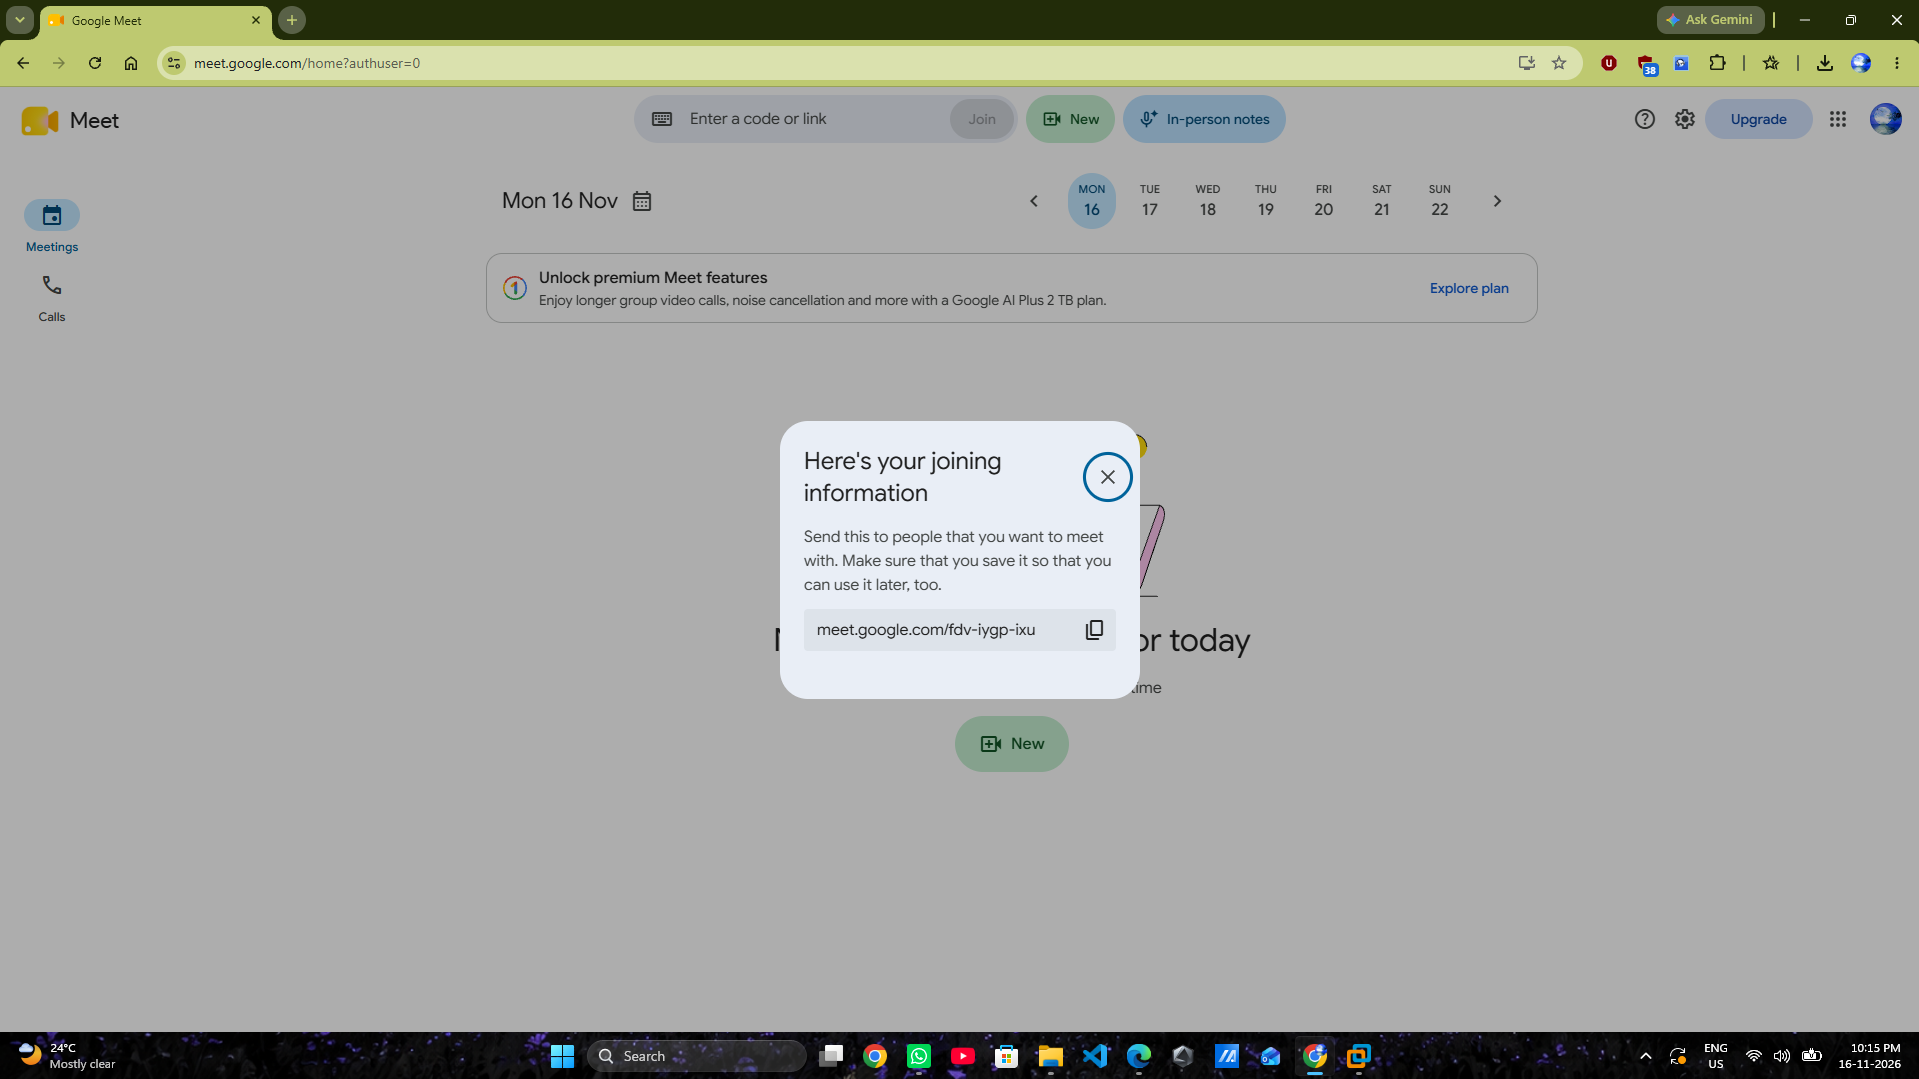 Google Meet
Ask Gemini
meet.google.com/home?authuser=0
38
Meet
Enter a code or link
Join
New
In-person notes
Upgrade
Mon 16 Nov
MON
16
TUE
17
WED
18
THU
19
FRI
20
SAT
21
SUN
22
Meetings
Calls
Unlock premium Meet features
Enjoy longer group video calls, noise cancellation and more with a Google AI Plus 2 TB plan.
Explore plan
Here's your joining
information
Send this to people that you want to meet
with. Make sure that you save it so that you
can use it later, too.
meet.google.com/fdv-iygp-ixu
today
New
24°C
Mostly clear
Search
ENG
US
10:15 PM
16-11-2026